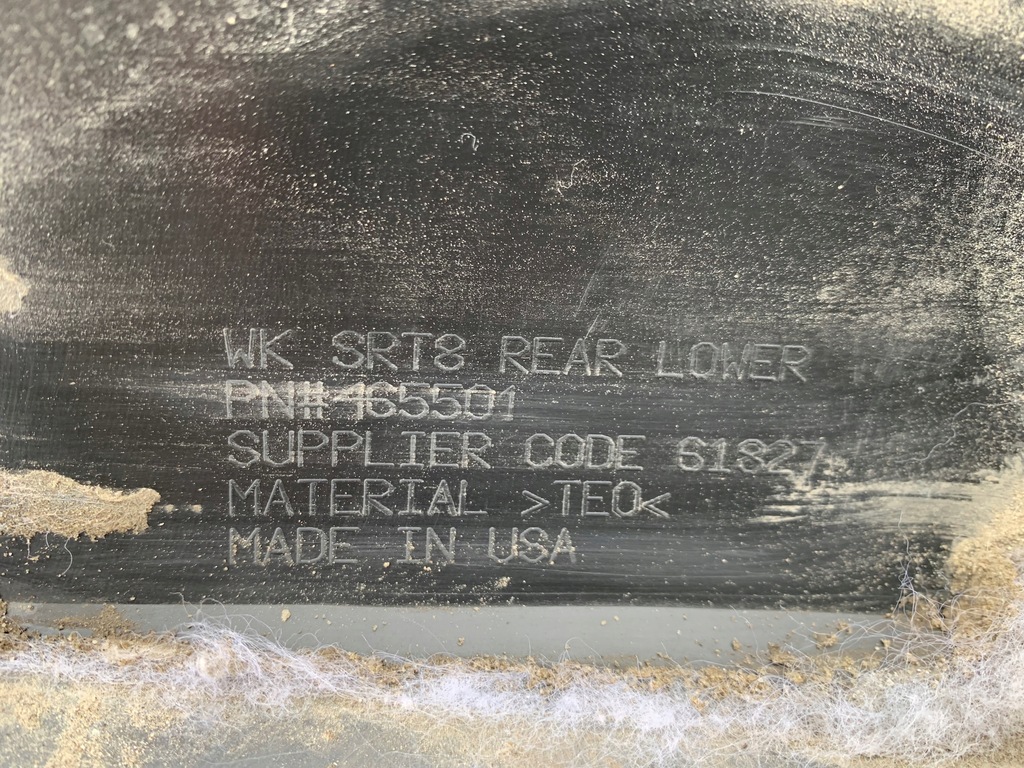 WK SRT8 REAR LOWER
PN#465501
SUPPLIER CODE 61827
MATERIAL >TEO<
MADE IN USA